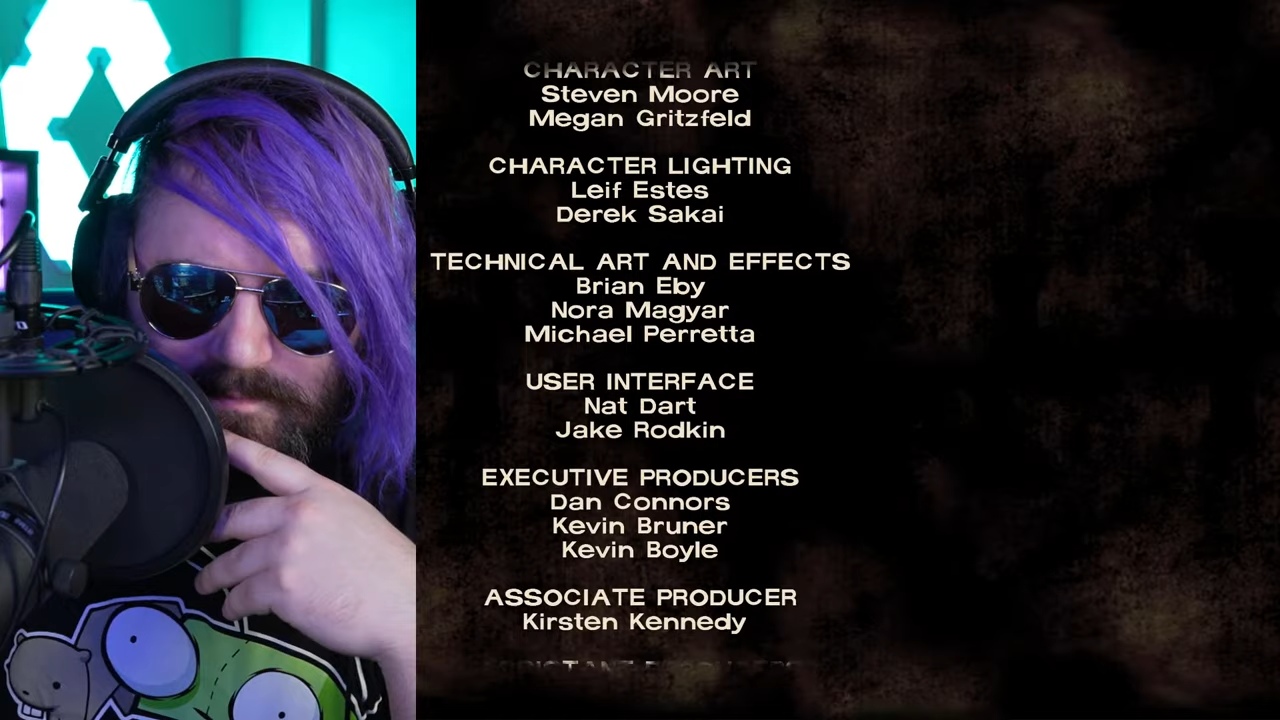 CHARACTER ART
Steven Moore
Megan Gritzfeld
CHARACTER LIGHTING
Leif Estes
Derek Sakai
TECHNICAL ART AND EFFECTS
Brian Eby
Nora Magyar
Michael Perretta
USER INTERFACE
Nat Dart
Jake Rodkin
EXECUTIVE PRODUCERS
Dan Connors
Kevin Bruner
Kevin Boyle
ASSOCIATE PRODUCER
Kirsten Kennedy